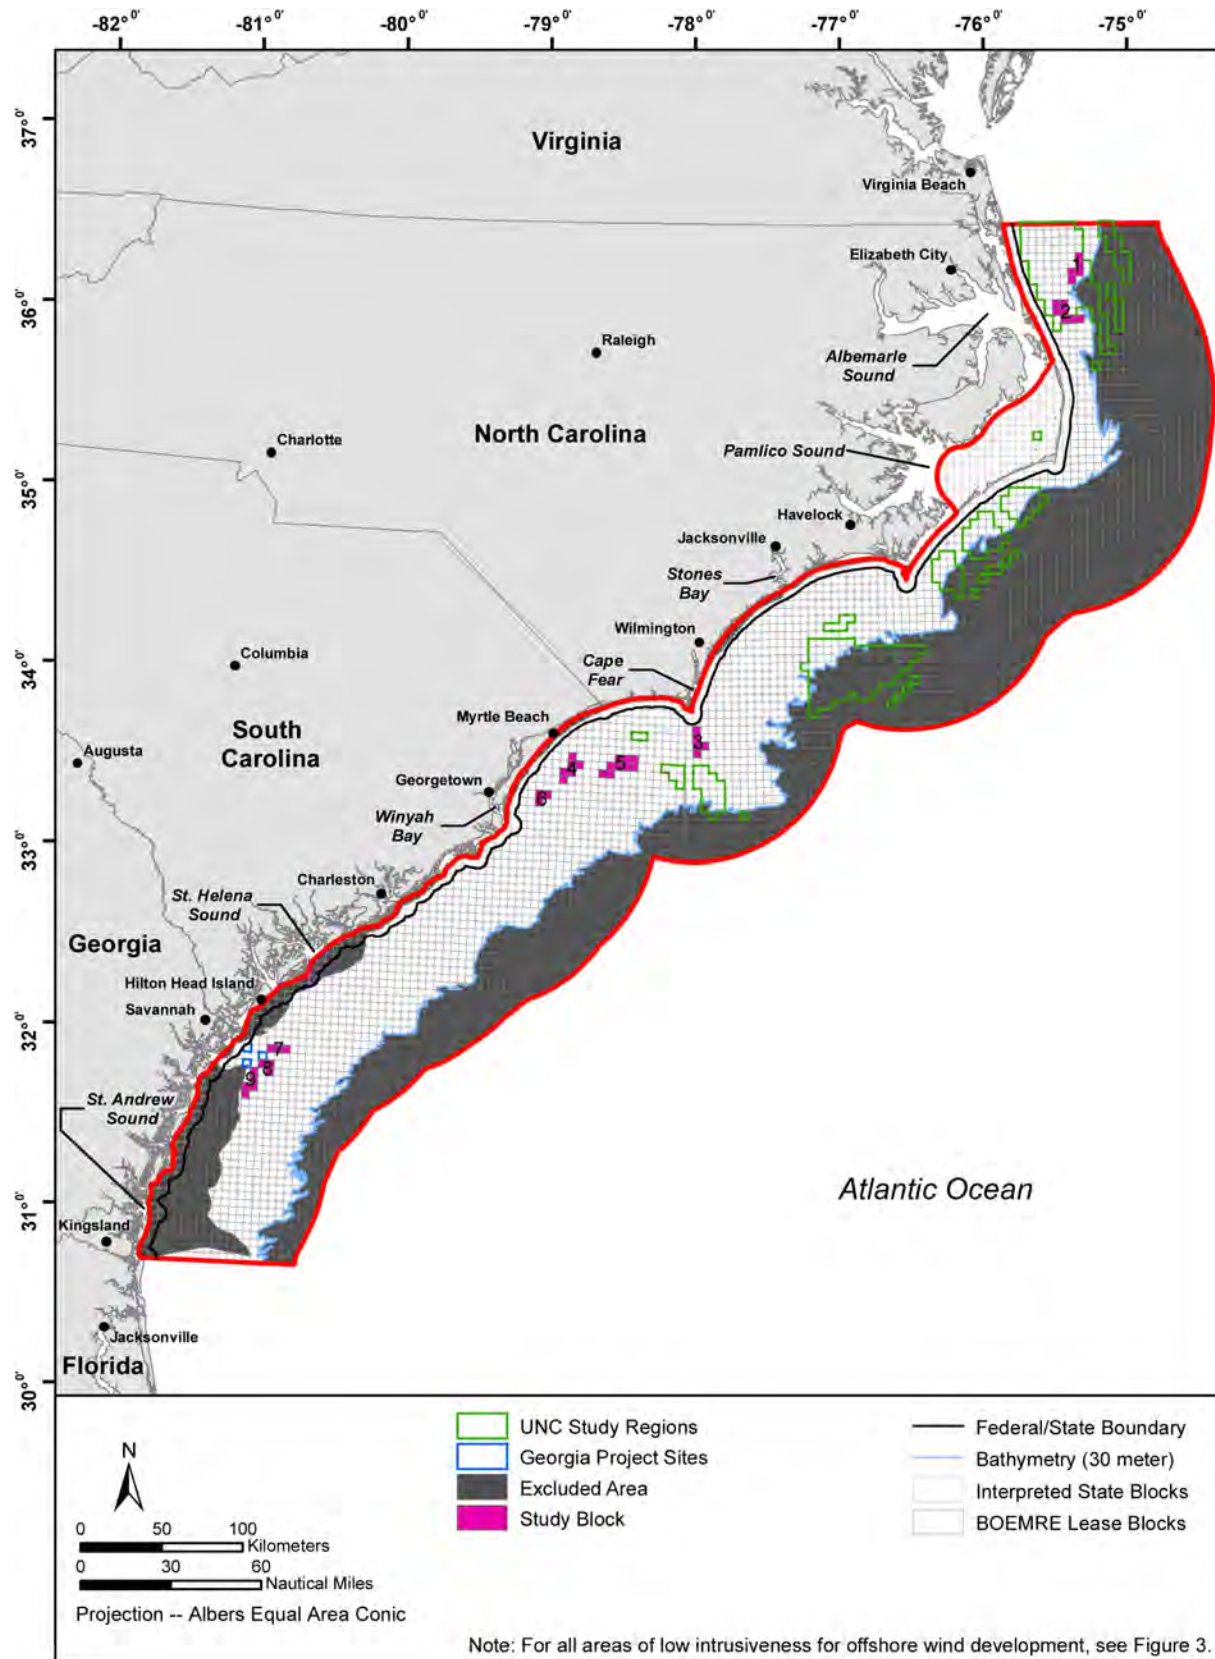 -82°0' -81°0' -80°0' -79°0' -78°0' -77°0' -76°0' -75°0'
37°0'
36°0'
35°0'
34°0'
33°0'
32°0'
31°0'
30°0'
Virginia
Virginia Beach
Elizabeth City
1
2
Raleigh
Albemarle
Sound
Charlotte
North Carolina
Pamlico Sound
Havelock
Jacksonville
Stones
Bay
Wilmington
Columbia
Cape
Fear
South
Carolina
Myrtle Beach
3
Augusta
4
5
Georgetown
6
Winyah
Bay
Charleston
St. Helena
Sound
Georgia
Hilton Head Island
Savannah
7
8
9
St. Andrew
Sound
Atlantic Ocean
Kingsland
Jacksonville
Florida
N
0 50 100
Kilometers
0 30 60
Nautical Miles
Projection -- Albers Equal Area Conic
UNC Study Regions
Georgia Project Sites
Excluded Area
Study Block
Federal/State Boundary
Bathymetry (30 meter)
Interpreted State Blocks
BOEMRE Lease Blocks
Note: For all areas of low intrusiveness for offshore wind development, see Figure 3.